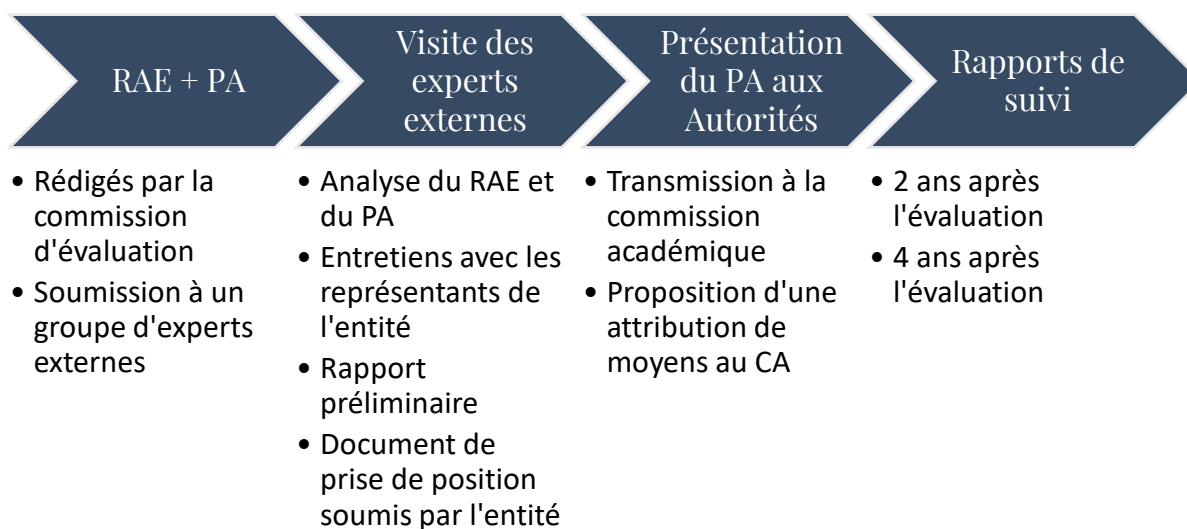 RAE + PA
• Rédigés par la
commission
d'évaluation
• Soumission à un
groupe d'experts
externes
Visite des
experts
externes
• Analyse du RAE et
du PA
• Entretiens avec les
représentants de
l'entité
• Rapport
préliminaire
• Document de
prise de position
soumis par l'entité
Présentation
du PA aux
Autorités
• Transmission à la
commission
académique
• Proposition d'une
attribution de
moyens au CA
Rapports de
suivi
• 2 ans après
l'évaluation
• 4 ans après
l'évaluation